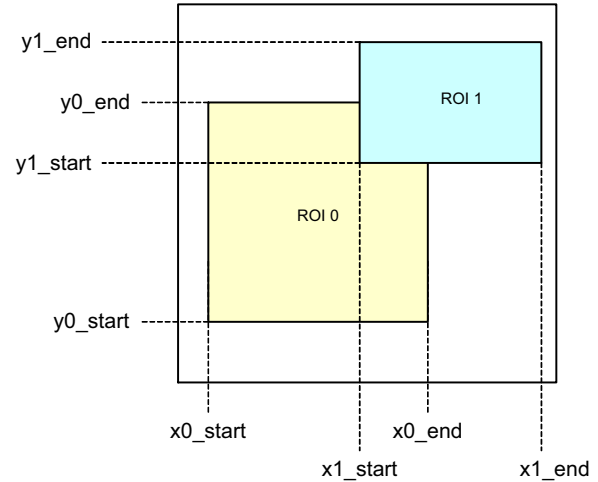 y1_end
ROI 1
y0_end
y1_start
ROI 0
y0_start
x0_start
x0_end
x1_start
x1_end